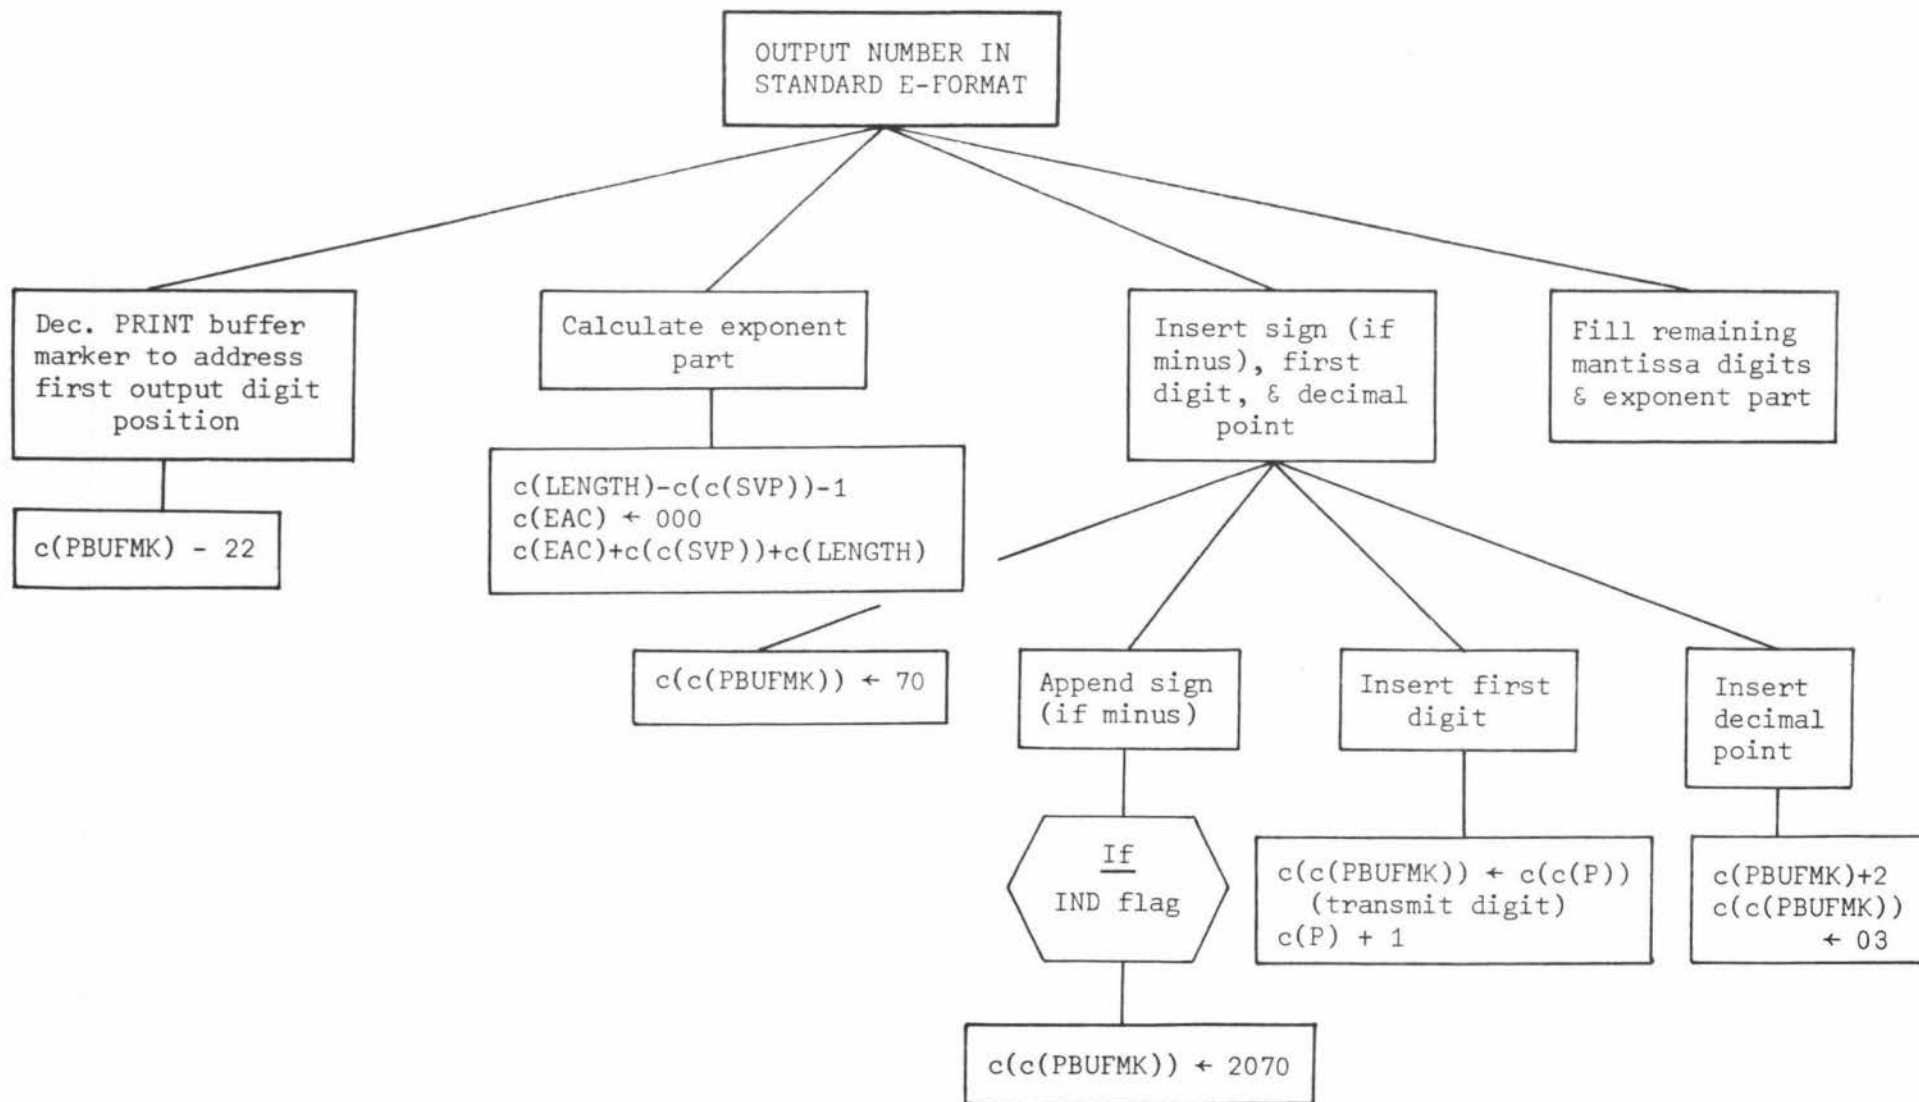 OUTPUT NUMBER IN
STANDARD E-FORMAT
Dec. PRINT buffer
marker to address
first output digit
position
c(PBUFMK) - 22
Calculate exponent
part
c(LENGTH)-c(c(SVP))-1
c(EAC) ← 000
c(EAC)+c(c(SVP))+c(LENGTH)
Insert sign (if
minus), first
digit, & decimal
point
Fill remaining
mantissa digits
& exponent part
c(c(PBUFMK)) ← 70
Append sign
(if minus)
If
IND flag
c(c(PBUFMK)) ← 2070
Insert first
digit
c(c(PBUFMK)) ← c(c(P))
(transmit digit)
c(P) + 1
Insert
decimal
point
c(PBUFMK)+2
c(c(PBUFMK))
← 03